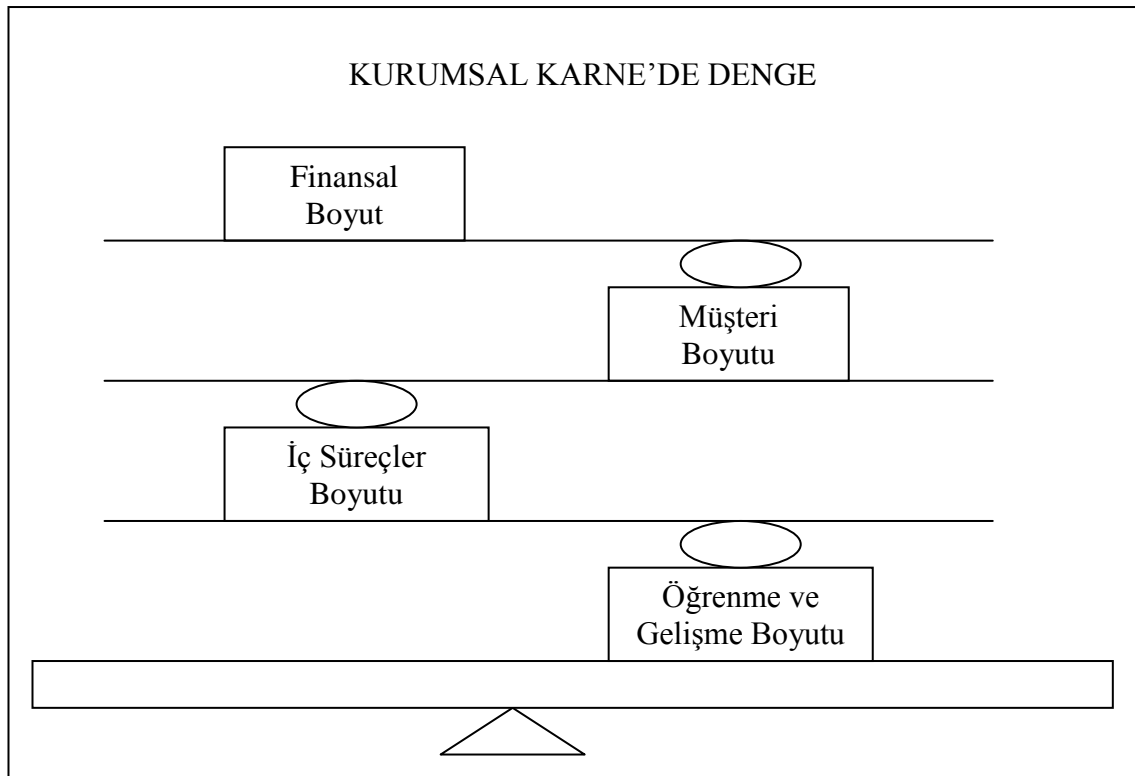 KURUMSAL KARNE’DE DENGE
Finansal
Boyut
Müşteri
Boyutu
İç Süreçler
Boyutu
Öğrenme ve
Gelişme Boyutu